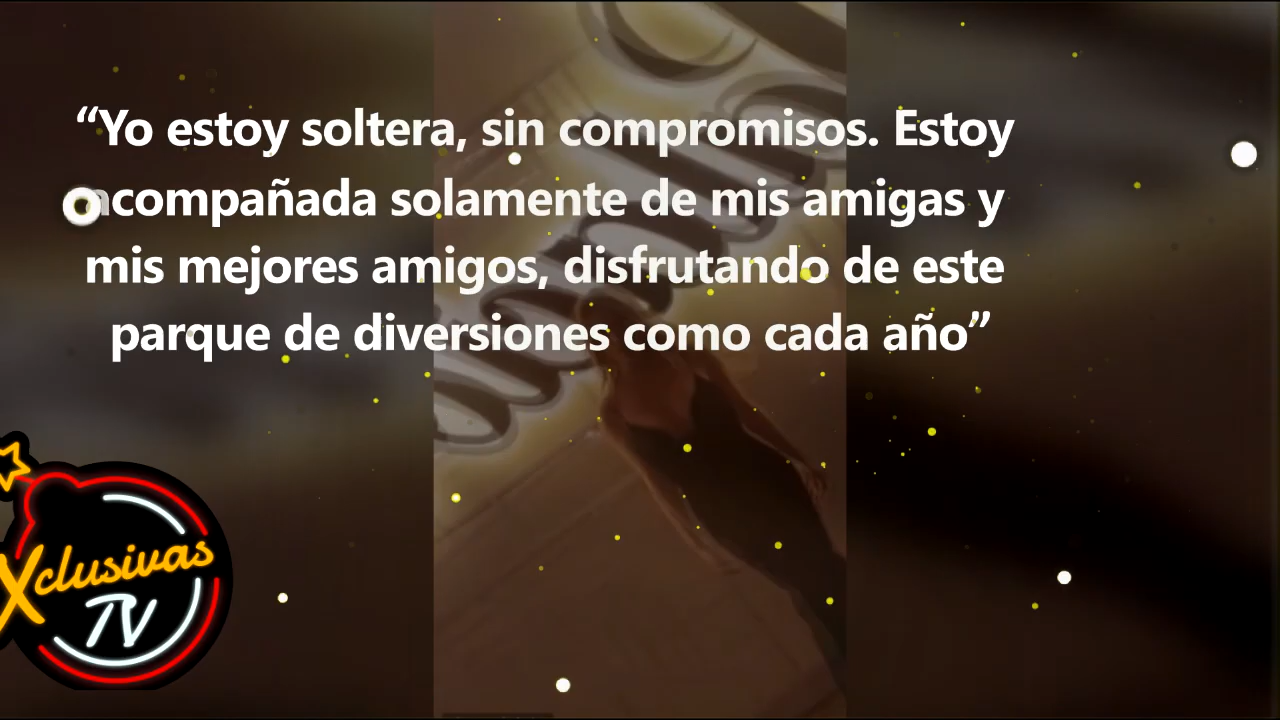 “Yo estoy soltera, sin compromisos. Estoy
acompañada solamente de mis amigas y
mis mejores amigos, disfrutando de este
parque de diversiones como cada año”
Xclusivas
TV